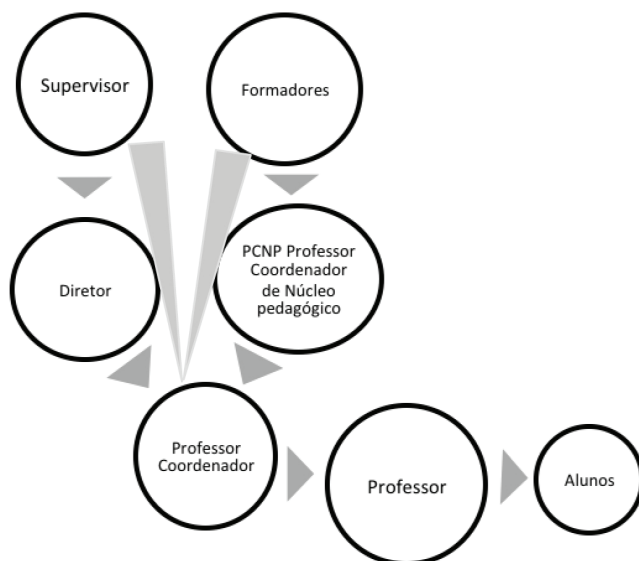 Supervisor
Formadores
Diretor
PCNP Professor
Coordenador
de Núcleo
pedagógico
Professor
Coordenador
Professor
Alunos